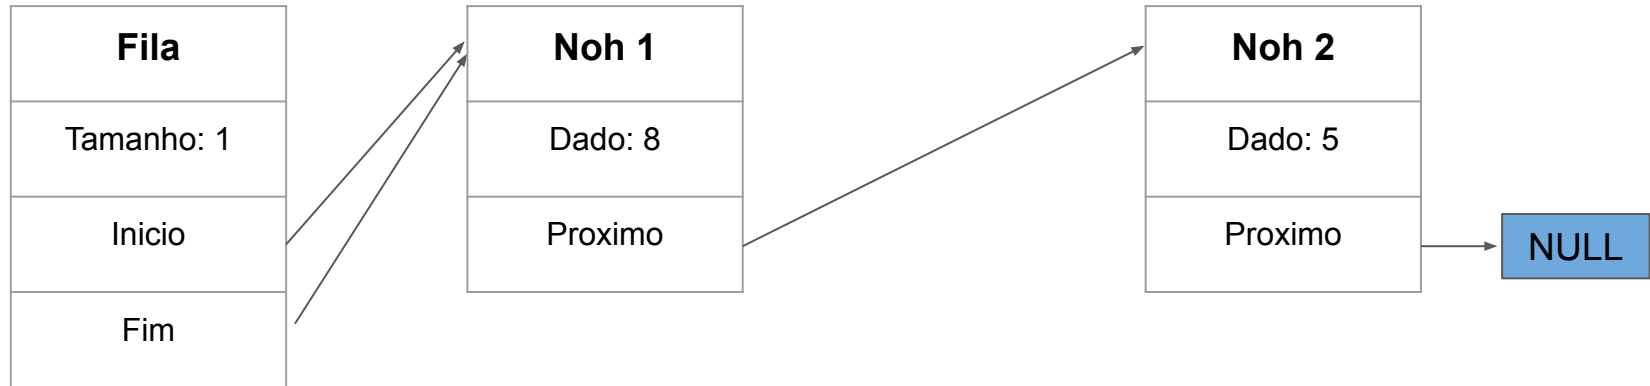 Fila
Tamanho: 1
Inicio
Fim
Noh 1
Dado: 8
Proximo
Noh 2
Dado: 5
Proximo
NULL